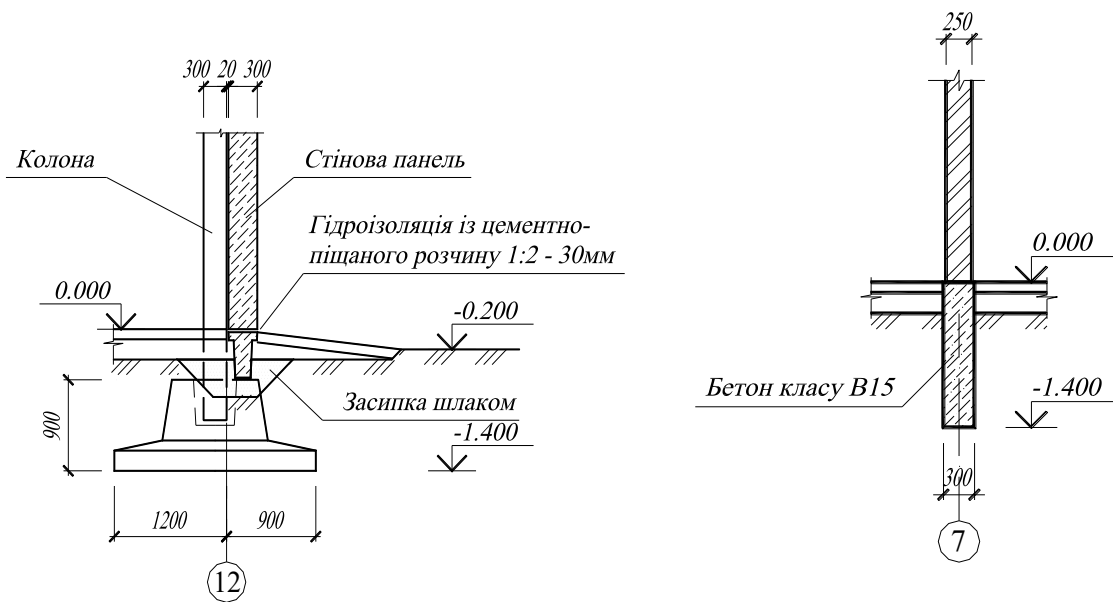 300 20 300
Колона
Стінова панель
Гідроізоляція із цементно-
піщаного розчину 1:2 - 30мм
0.000
-0.200
Засипка шлаком
900
-1.400
1200 900
12
250
0.000
Бетон класу В15
-1.400
300
7